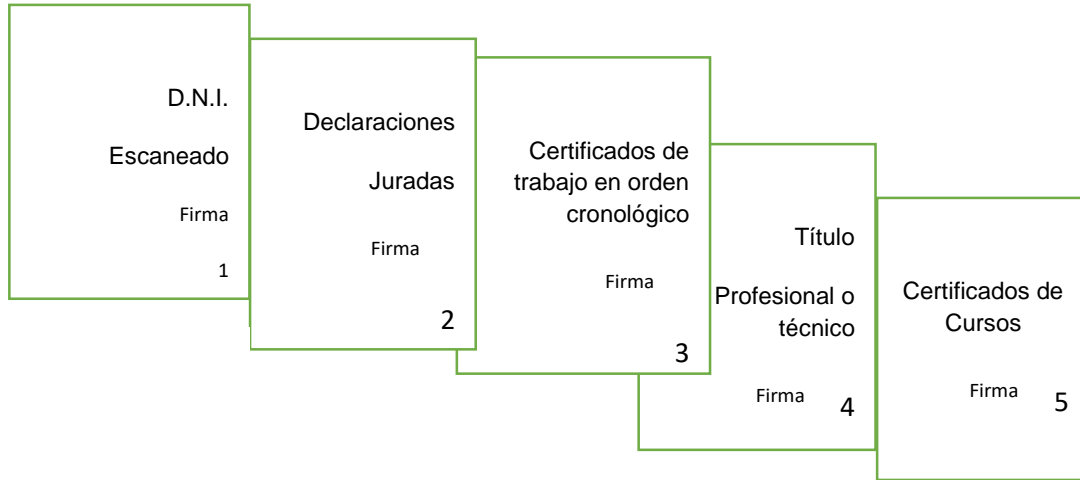 D.N.I.
Escaneado
Firma
1
Declaraciones
Juradas
Firma
2
Certificados de
trabajo en orden
cronológico
Firma
3
Título
Profesional o
técnico
Firma
4
Certificados de
Cursos
Firma
5